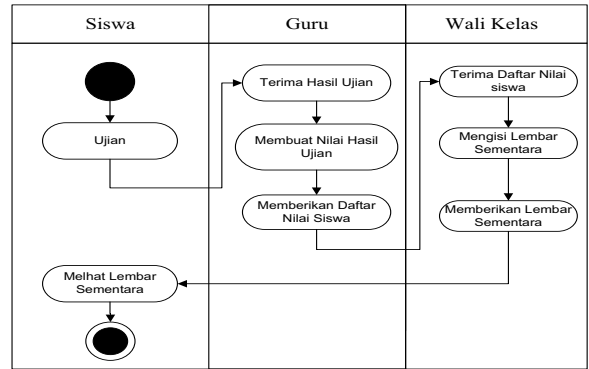 Siswa
Guru
Wali Kelas
Ujian
Terima Hasil Ujian
Membuat Nilai Hasil
Ujian
Memberikan Daftar
Nilai Siswa
Terima Daftar Nilai
siswa
Mengisi Lembar
Sementara
Memberikan Lembar
Sementara
Melhat Lembar
Sementara